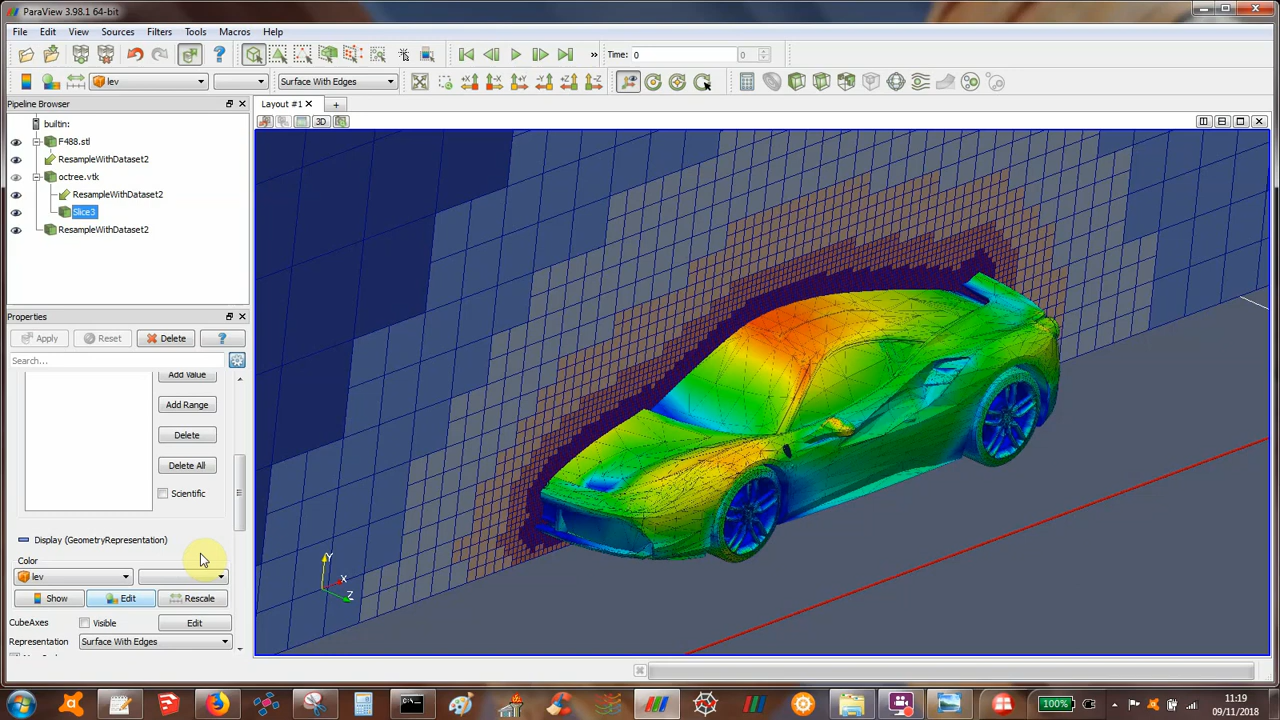 ParaView 3.98.1 64-bit
File Edit View Sources Filters Tools Macros Help
Time: 0 0
lev Surface With Edges
Pipeline Browser Layout #1
3D
builtin:
F488.stl
ResampleWithDataset2
octree.vtk
ResampleWithDataset2
Slice3
ResampleWithDataset2
Properties
Apply Reset Delete ?
Search...
Add Value
Add Range
Delete
Delete All
Scientific
Display (GeometryRepresentation)
Color
lev
Show Edit Rescale
CubeAxes Visible Edit
Representation Surface With Edges
Y
X
Z
100% 11:19
09/11/2018